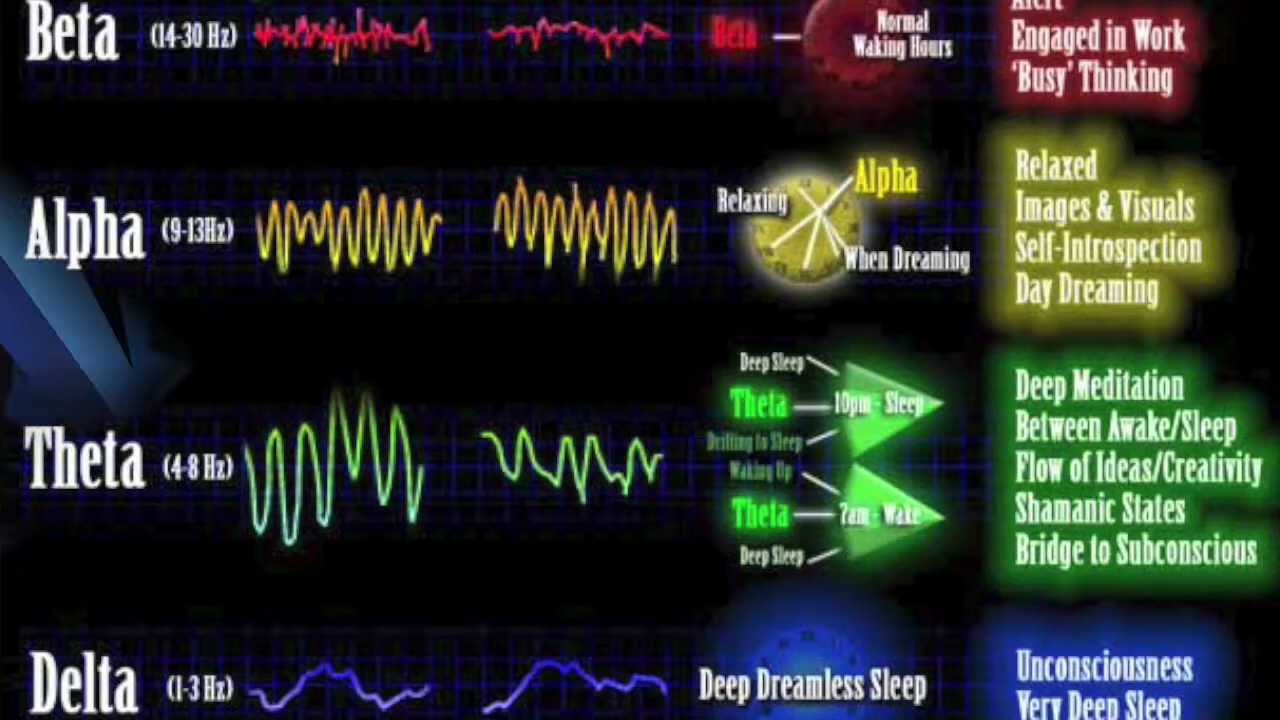 Beta (14-30 Hz)
Beta
Normal
Waking Hours
Alert
Engaged in Work
‘Busy’ Thinking
Alpha (9-13Hz)
Relaxing
Alpha
When Dreaming
Relaxed
Images & Visuals
Self-Introspection
Day Dreaming
Theta (4-8 Hz)
Deep Sleep
Theta
10pm - Sleep
Drifting to Sleep
Waking Up
Theta
7am - Wake
Deep Sleep
Deep Meditation
Between Awake/Sleep
Flow of Ideas/Creativity
Shamanic States
Bridge to Subconscious
Delta (1-3 Hz)
Deep Dreamless Sleep
Unconsciousness
Very Deep Sleep